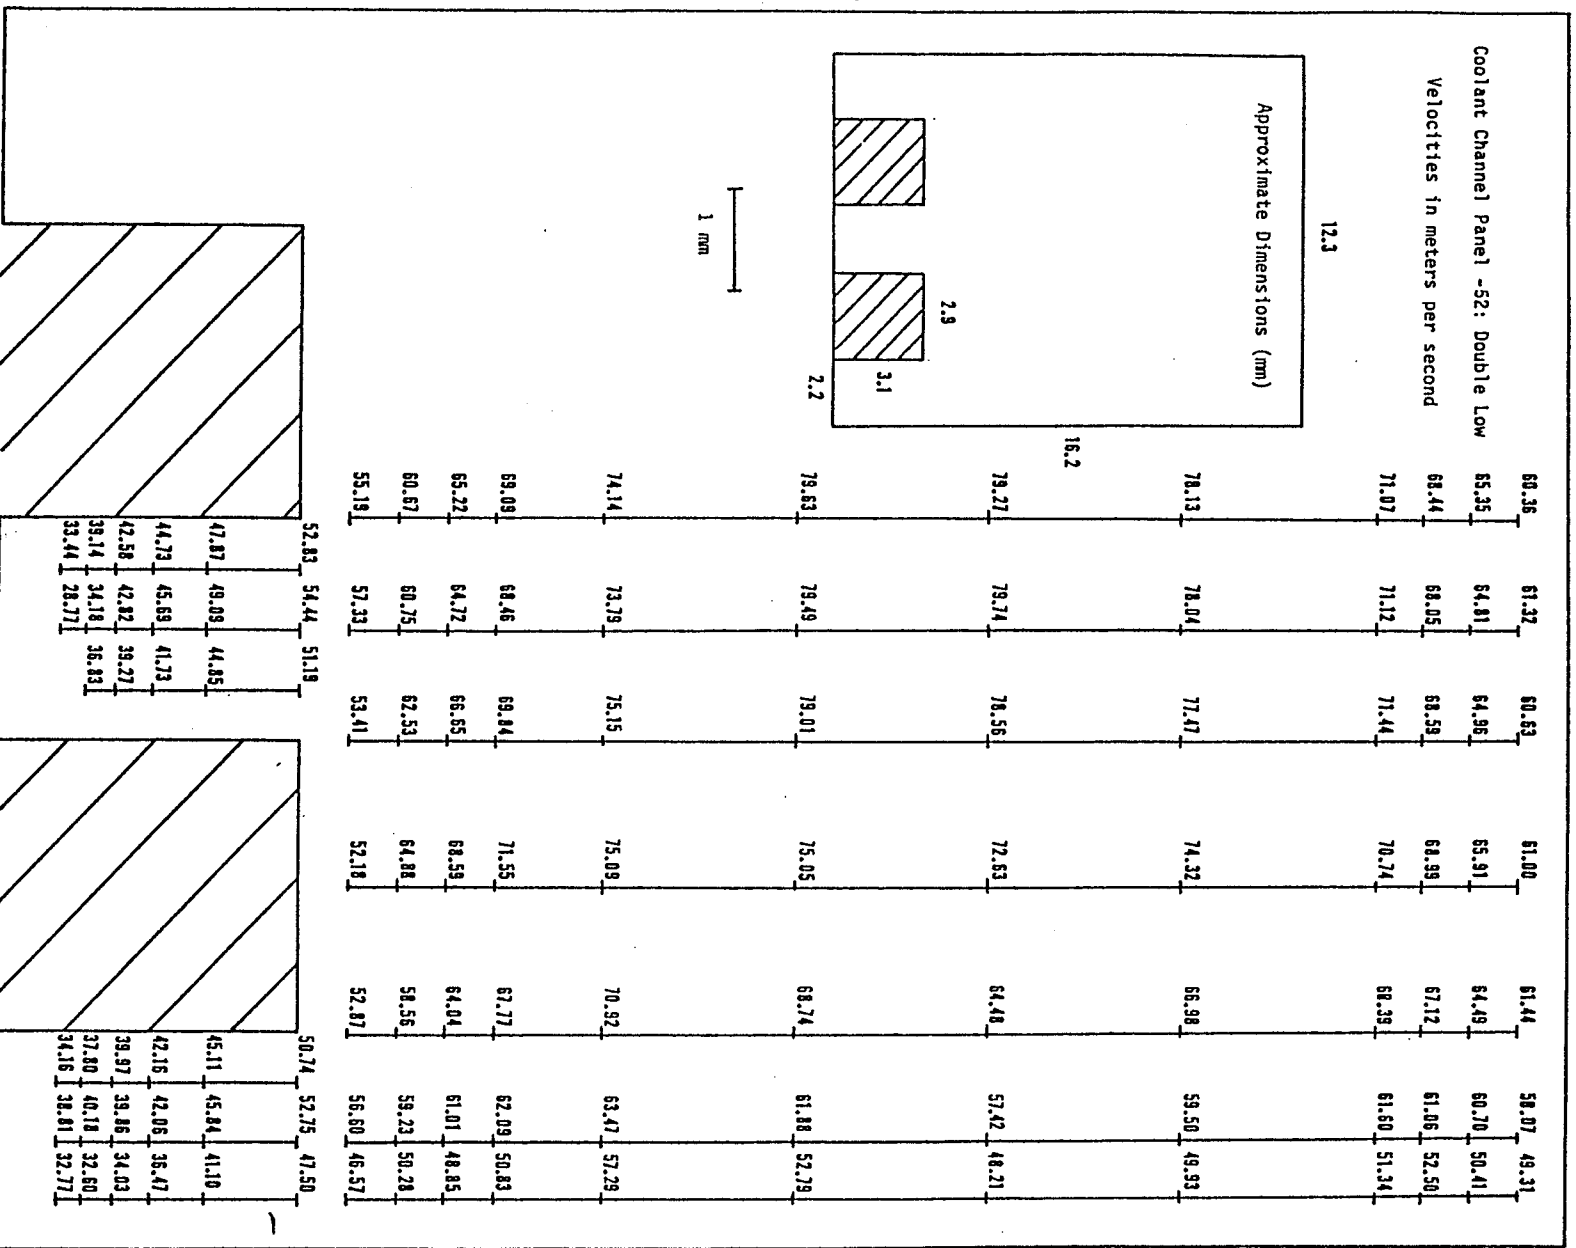 Coolant Channel Panel -52: Double Low
Velocities in meters per second
12.3
Approximate Dimensions (mm)
16.2
2.9
3.1
2.2
1 mm
60.36 61.32 60.63 61.00 61.44 58.07 49.31
65.35 64.81 64.96 65.91 64.49 60.70 50.41
68.44 68.05 68.59 68.99 67.12 61.06 52.50
71.07 71.12 71.44 70.74 68.39 61.60 51.34
78.13 78.04 77.47 74.32 66.98 59.50 49.93
79.27 79.74 78.56 72.63 64.48 57.42 48.21
79.63 79.49 79.01 75.05 68.74 61.88 52.79
74.14 73.79 75.15 75.09 70.92 63.47 57.29
69.09 68.46 69.84 71.55 67.77 62.09 50.83
65.22 64.72 66.65 68.59 64.04 61.01 48.85
60.67 60.75 62.53 64.88 58.56 59.23 50.28
55.19 57.33 53.41 52.18 52.87 56.60 46.57
52.83 54.44 51.19 50.74 52.75 47.50
47.87 49.09 44.85 45.11 45.84 41.10
44.73 45.69 41.73 42.16 42.06 36.47
42.58 42.82 39.27 39.97 39.86 34.03
39.14 34.18 36.83 37.80 40.18 32.60
33.44 28.77 34.16 38.81 32.77